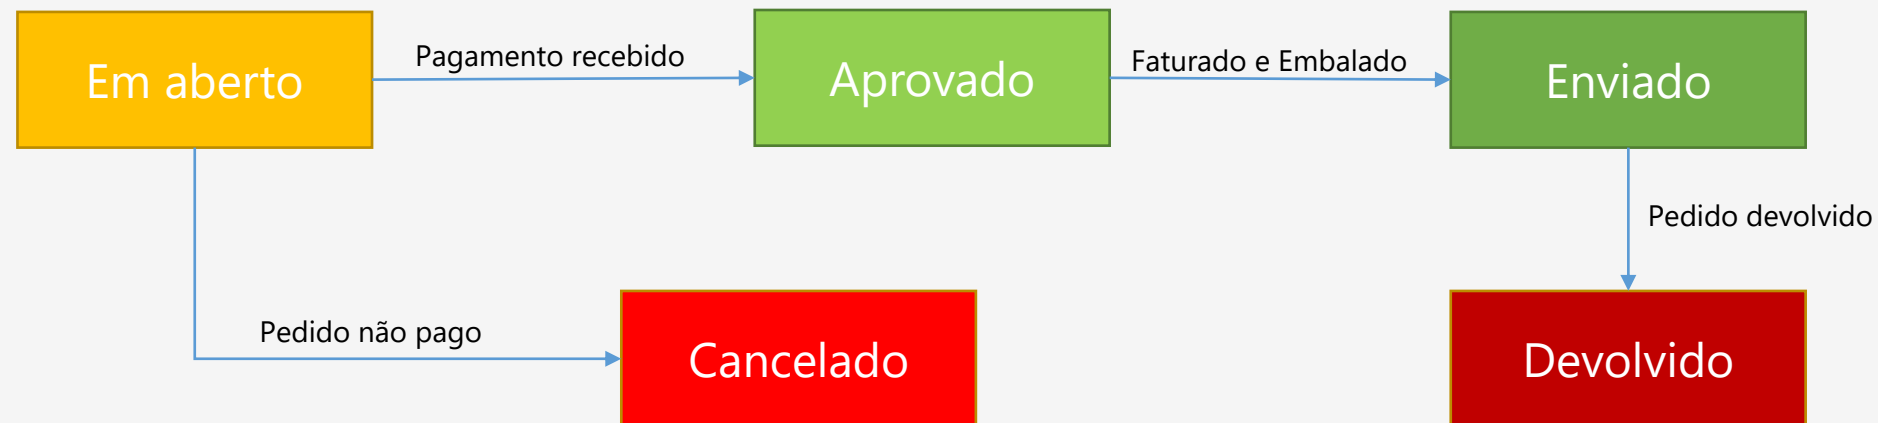 Em aberto
Pagamento recebido
Aprovado
Faturado e Embalado
Enviado
Pedido devolvido
Pedido não pago
Cancelado
Devolvido